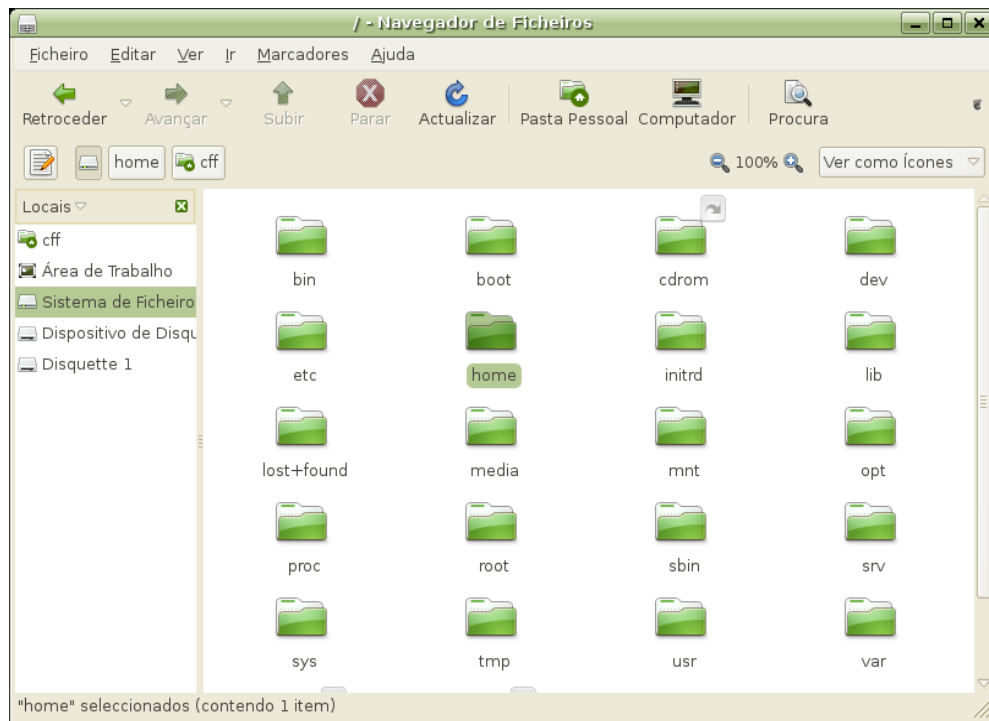 / - Navegador de Ficheiros
Ficheiro Editar Ver Ir Marcadores Ajuda
Retroceder Avançar Subir Parar Actualizar Pasta Pessoal Computador Procura
home cff 100% Ver como Ícones
Locais
cff
Área de Trabalho
Sistema de Ficheiro
Dispositivo de Disqu
Disquette 1
bin boot cdrom dev
etc home initrd lib
lost+found media mnt opt
proc root sbin srv
sys tmp usr var
"home" seleccionados (contendo 1 item)